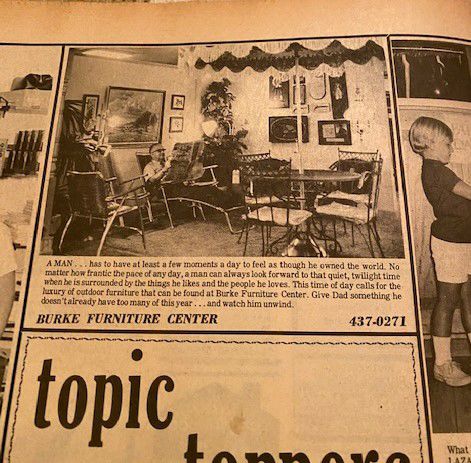 A MAN . . . has to have at least a few moments a day to feel as though he owned the world. No
matter how frantic the pace of any day, a man can always look forward to that quiet, twilight time
when he is surrounded by the things he likes and the people he loves. This time of day calls for the
luxury of outdoor furniture that can be found at Burke Furniture Center. Give Dad something he
doesn't already have too many of this year . . . and watch him unwind.
BURKE FURNITURE CENTER 437-0271
topic
toppers
What
LAZA